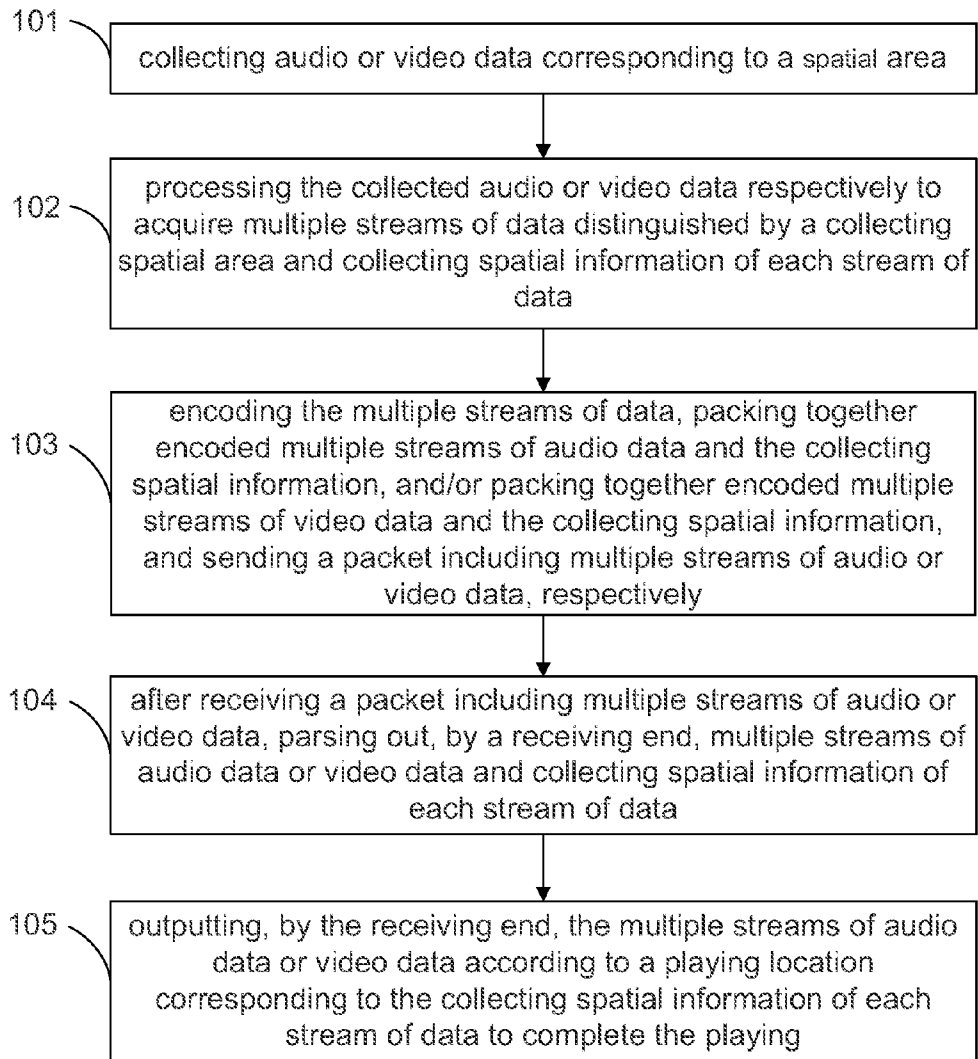 101
collecting audio or video data corresponding to a spatial area
102
processing the collected audio or video data respectively to
acquire multiple streams of data distinguished by a collecting
spatial area and collecting spatial information of each stream of
data
103
encoding the multiple streams of data, packing together
encoded multiple streams of audio data and the collecting
spatial information, and/or packing together encoded multiple
streams of video data and the collecting spatial information,
and sending a packet including multiple streams of audio or
video data, respectively
104
after receiving a packet including multiple streams of audio or
video data, parsing out, by a receiving end, multiple streams of
audio data or video data and collecting spatial information of
each stream of data
105
outputting, by the receiving end, the multiple streams of audio
data or video data according to a playing location
corresponding to the collecting spatial information of each
stream of data to complete the playing